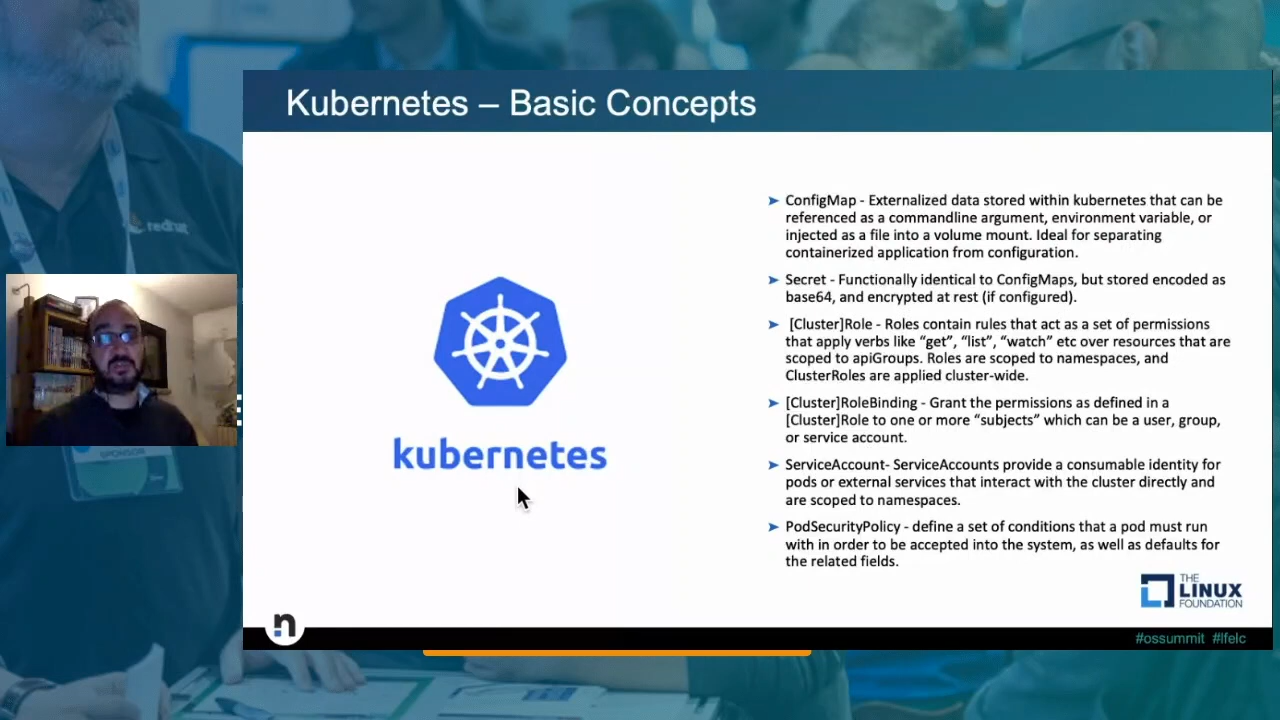 Kubernetes – Basic Concepts
redhat
➤ ConfigMap - Externalized data stored within kubernetes that can be
referenced as a commandline argument, environment variable, or
injected as a file into a volume mount. Ideal for separating
containerized application from configuration.
➤ Secret - Functionally identical to ConfigMaps, but stored encoded as
base64, and encrypted at rest (if configured).
➤ [Cluster]Role - Roles contain rules that act as a set of permissions
that apply verbs like “get”, “list”, “watch” etc over resources that are
scoped to apiGroups. Roles are scoped to namespaces, and
ClusterRoles are applied cluster-wide.
➤ [Cluster]RoleBinding - Grant the permissions as defined in a
[Cluster]Role to one or more “subjects” which can be a user, group,
or service account.
➤ ServiceAccount- ServiceAccounts provide a consumable identity for
pods or external services that interact with the cluster directly and
are scoped to namespaces.
➤ PodSecurityPolicy - define a set of conditions that a pod must run
with in order to be accepted into the system, as well as defaults for
the related fields.
kubernetes
SPONSOR
THE
LINUX
FOUNDATION
n
#ossummit #lfelc